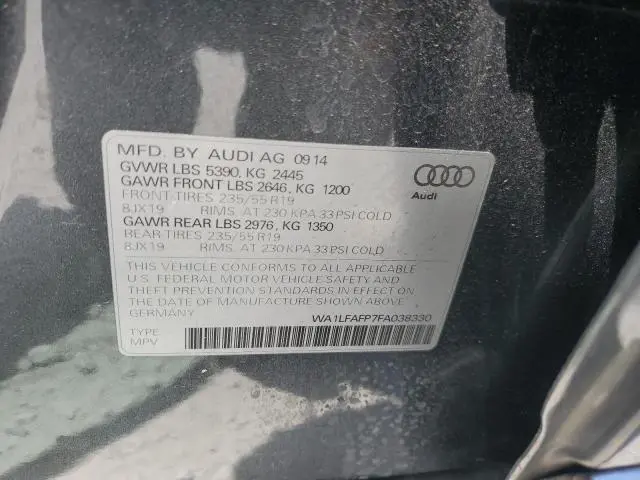 MFD. BY AUDI AG 09 14
GVWR LBS 5390, KG 2445
GAWR FRONT LBS 2646, KG 1200
FRONT TIRES 235/55 R19
8JX19 RIMS. AT 230 KPA 33 PSI COLD
GAWR REAR LBS 2976, KG 1350
REAR TIRES 235/55 R19
8JX19 RIMS. AT 230 KPA 33 PSI COLD
THIS VEHICLE CONFORMS TO ALL APPLICABLE
U.S. FEDERAL MOTOR VEHICLE SAFETY AND
THEFT PREVENTION STANDARDS IN EFFECT
ON THE DATE OF MANUFACTURE SHOWN ABOVE.
GERMANY
WA1LFAFP7FA038330
TYPE
MPV
Audi